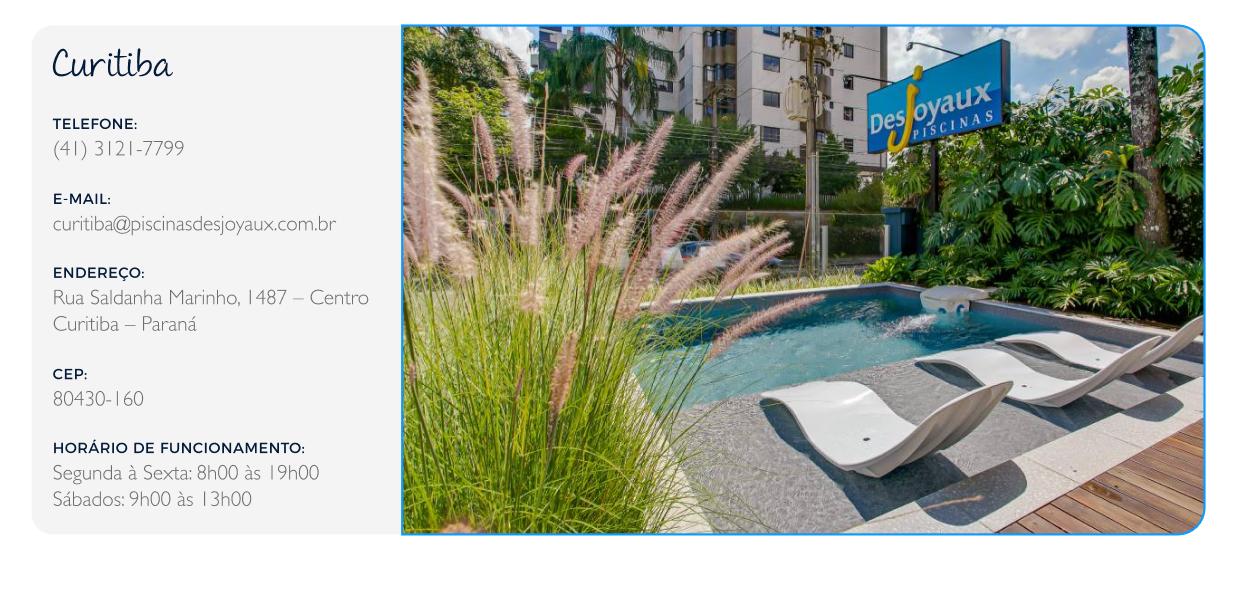 Curitiba
TELEFONE:
(41) 3121-7799
E-MAIL:
curitiba@piscinasdesjoyaux.com.br
ENDEREÇO:
Rua Saldanha Marinho, 1487 – Centro
Curitiba – Paraná
CEP:
80430-160
HORÁRIO DE FUNCIONAMENTO:
Segunda à Sexta: 8h00 às 19h00
Sábados: 9h00 às 13h00
Desjoyaux
PISCINAS